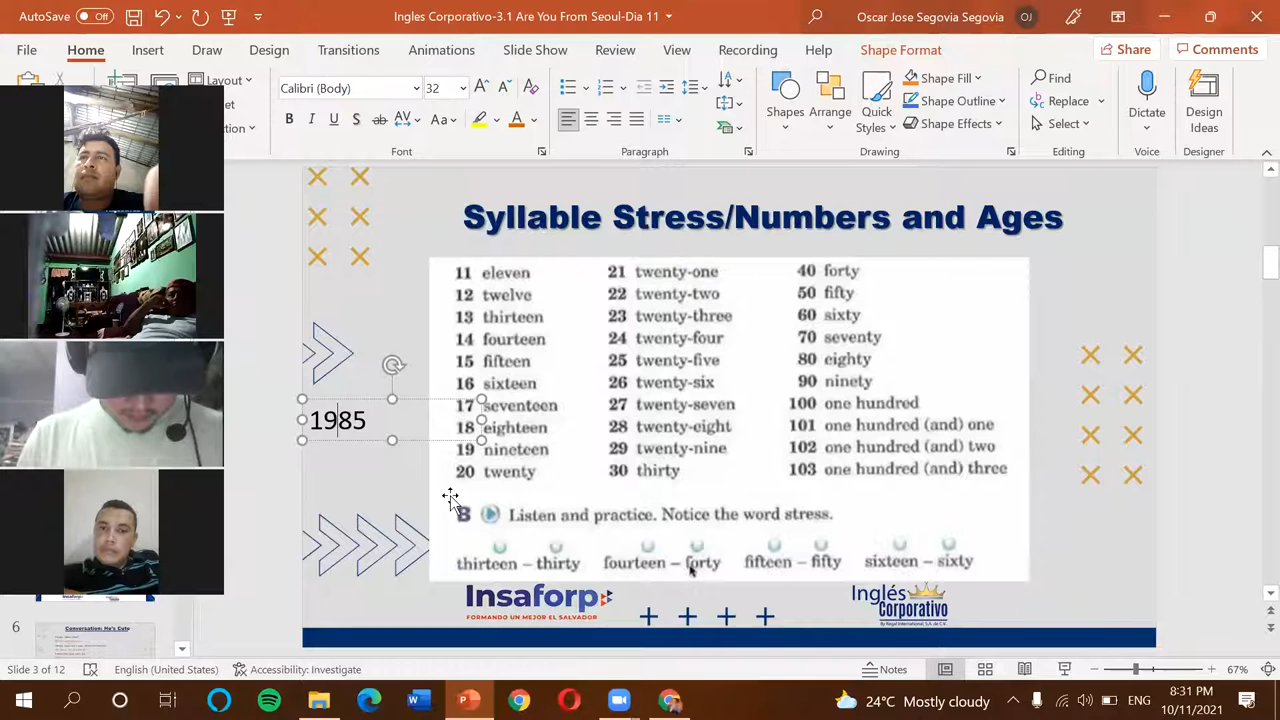 AutoSave Off
Ingles Corporativo-3.1 Are You From Seoul-Dia 11
Oscar Jose Segovia Segovia OJ
File Home Insert Draw Design Transitions Animations Slide Show Review View Recording Help Shape Format
Share Comments
Layout
Calibri (Body) 32
Shapes Arrange Quick Styles
Shape Fill
Shape Outline
Shape Effects
Find
Replace
Select
Dictate
Design Ideas
Font Paragraph Drawing Editing Voice Designer
Syllable Stress/Numbers and Ages
11 eleven 21 twenty-one 40 forty
12 twelve 22 twenty-two 50 fifty
13 thirteen 23 twenty-three 60 sixty
14 fourteen 24 twenty-four 70 seventy
15 fifteen 25 twenty-five 80 eighty
16 sixteen 26 twenty-six 90 ninety
17 seventeen 27 twenty-seven 100 one hundred
18 eighteen 28 twenty-eight 101 one hundred (and) one
19 nineteen 29 twenty-nine 102 one hundred (and) two
20 twenty 30 thirty 103 one hundred (and) three
1985
B Listen and practice. Notice the word stress.
thirteen – thirty fourteen – forty fifteen – fifty sixteen – sixty
Insaforp
FORMANDO UN MEJOR EL SALVADOR
Inglés
Corporativo
6
Conversation: He's Cute
Slide 3 of 12 English (United States) Accessibility: Investigate
Notes
67%
24°C Mostly cloudy
ENG
8:31 PM
10/11/2021